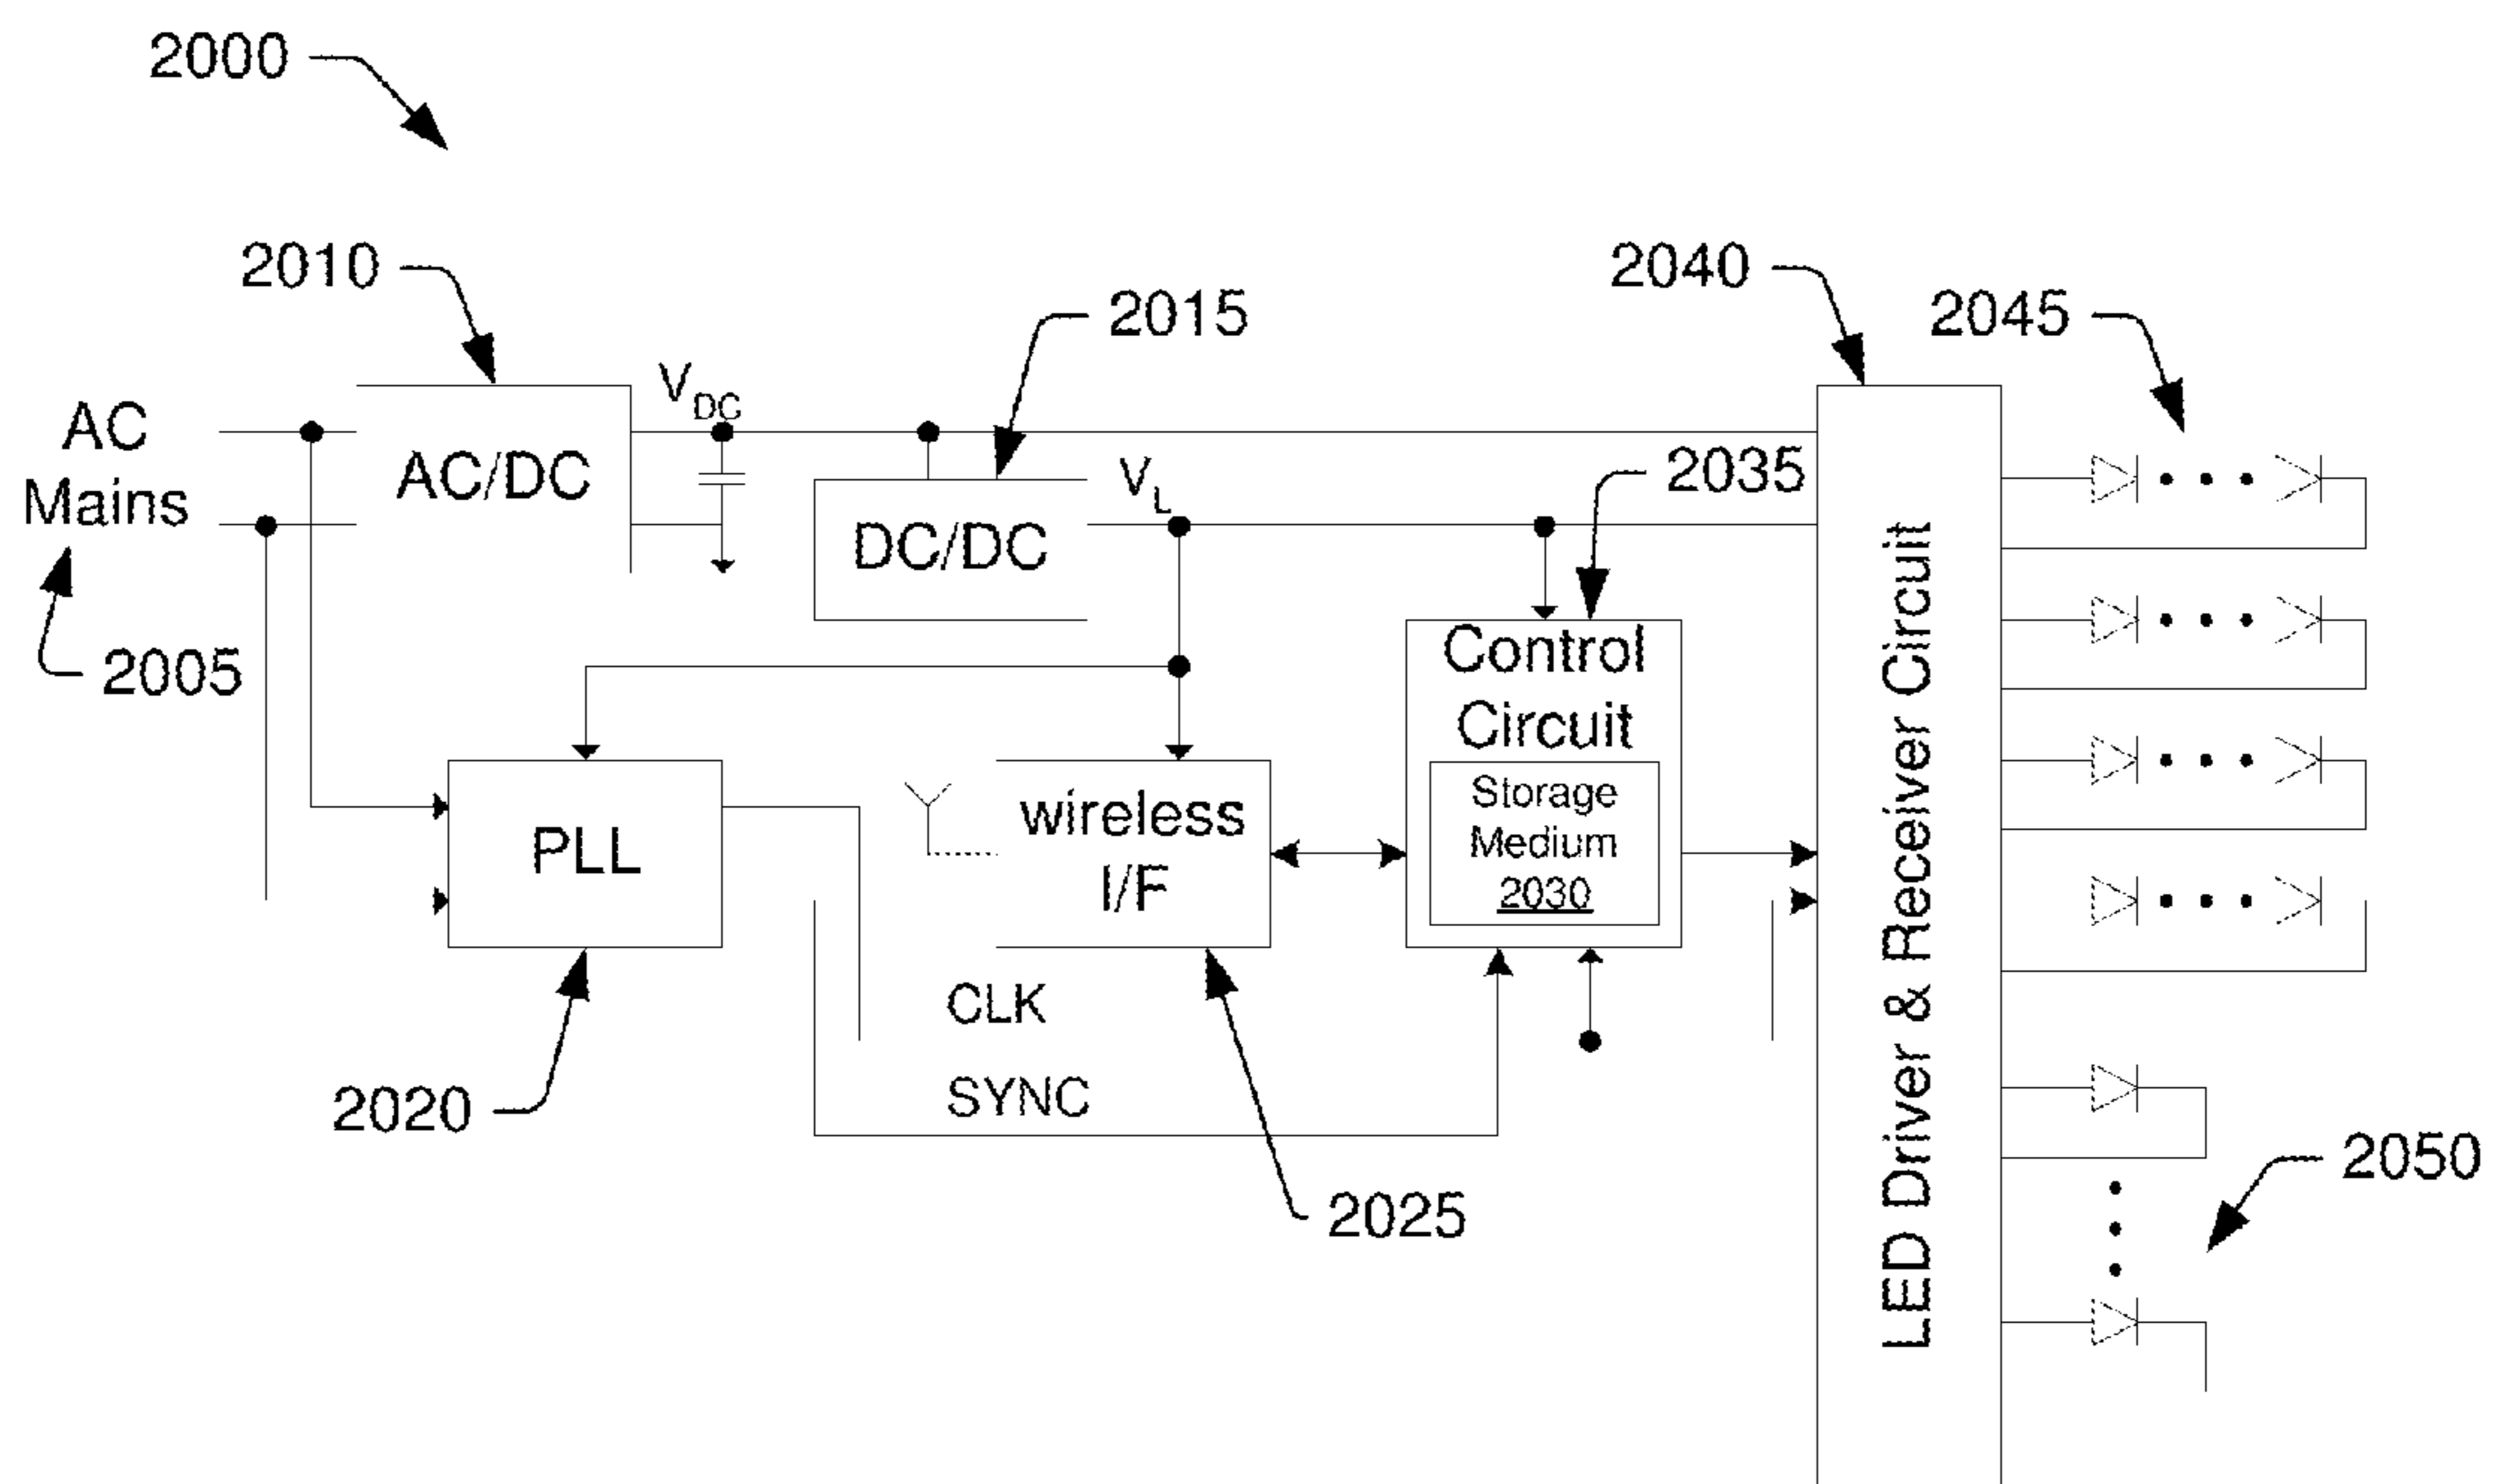 2000
2010
2015
2040
2045
AC
Mains
AC/DC
VDC
DC/DC
VL
2035
2005
Control
Circuit
Storage
Medium
2030
PLL
wireless
I/F
LED Driver & Receiver Circuit
CLK
SYNC
2020
2025
2050